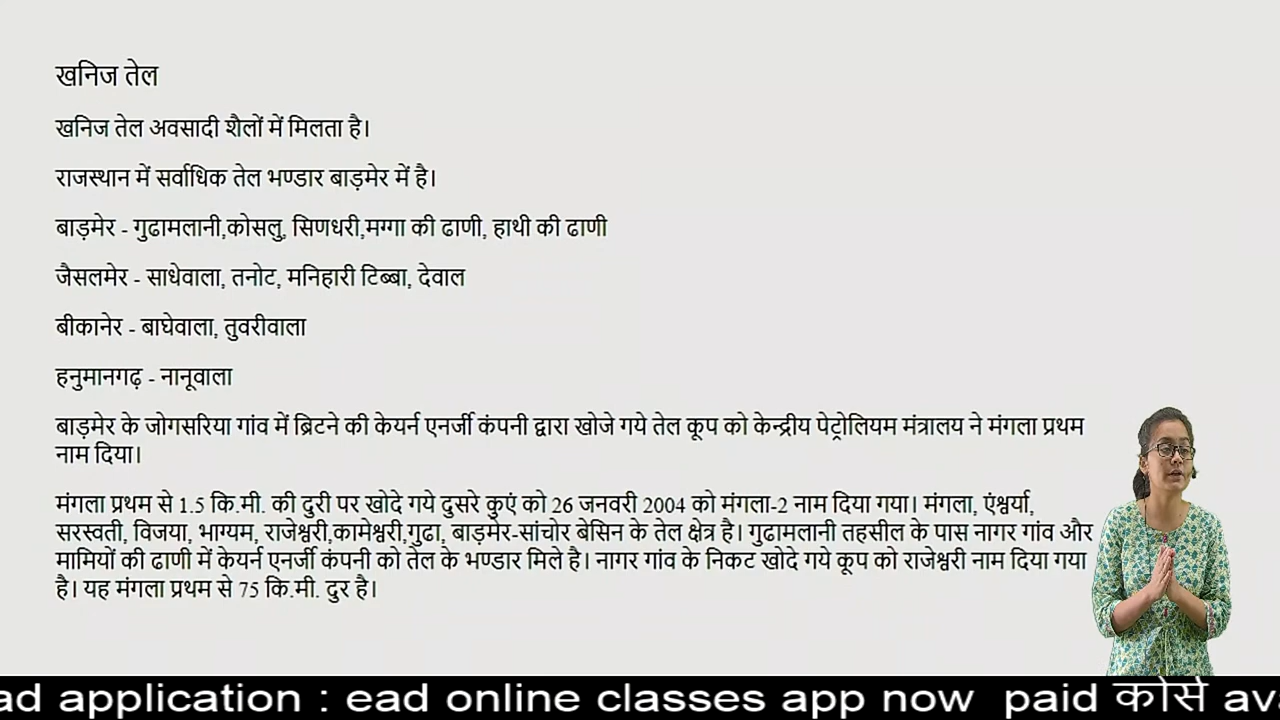 खनिज तेल
खनिज तेल अवसादी शैलों में मिलता है।
राजस्थान में सर्वाधिक तेल भण्डार बाड़मेर में है।
बाड़मेर - गुढामलानी,कोसलु, सिणधरी,मग्गा की ढाणी, हाथी की ढाणी
जैसलमेर - साधेवाला, तनोट, मनिहारी टिब्बा, देवाल
बीकानेर - बाघेवाला, तुवरीवाला
हनुमानगढ़ - नानूवाला
बाड़मेर के जोगसरिया गांव में ब्रिटने की केयर्न एनर्जी कंपनी द्वारा खोजे गये तेल कूप को केन्द्रीय पेट्रोलियम मंत्रालय ने मंगला प्रथम
नाम दिया।
मंगला प्रथम से 1.5 कि.मी. की दुरी पर खोदे गये दुसरे कुएं को 26 जनवरी 2004 को मंगला-2 नाम दिया गया। मंगला, एंश्वर्या,
सरस्वती, विजया, भाग्यम, राजेश्वरी,कामेश्वरी,गुढा, बाड़मेर-सांचोर बेसिन के तेल क्षेत्र है। गुढामलानी तहसील के पास नागर गांव और
मामियों की ढाणी में केयर्न एनर्जी कंपनी को तेल के भण्डार मिले है। नागर गांव के निकट खोदे गये कूप को राजेश्वरी नाम दिया गया
है। यह मंगला प्रथम से 75 कि.मी. दुर है।
ad application : ead online classes app now paid कोर्स av